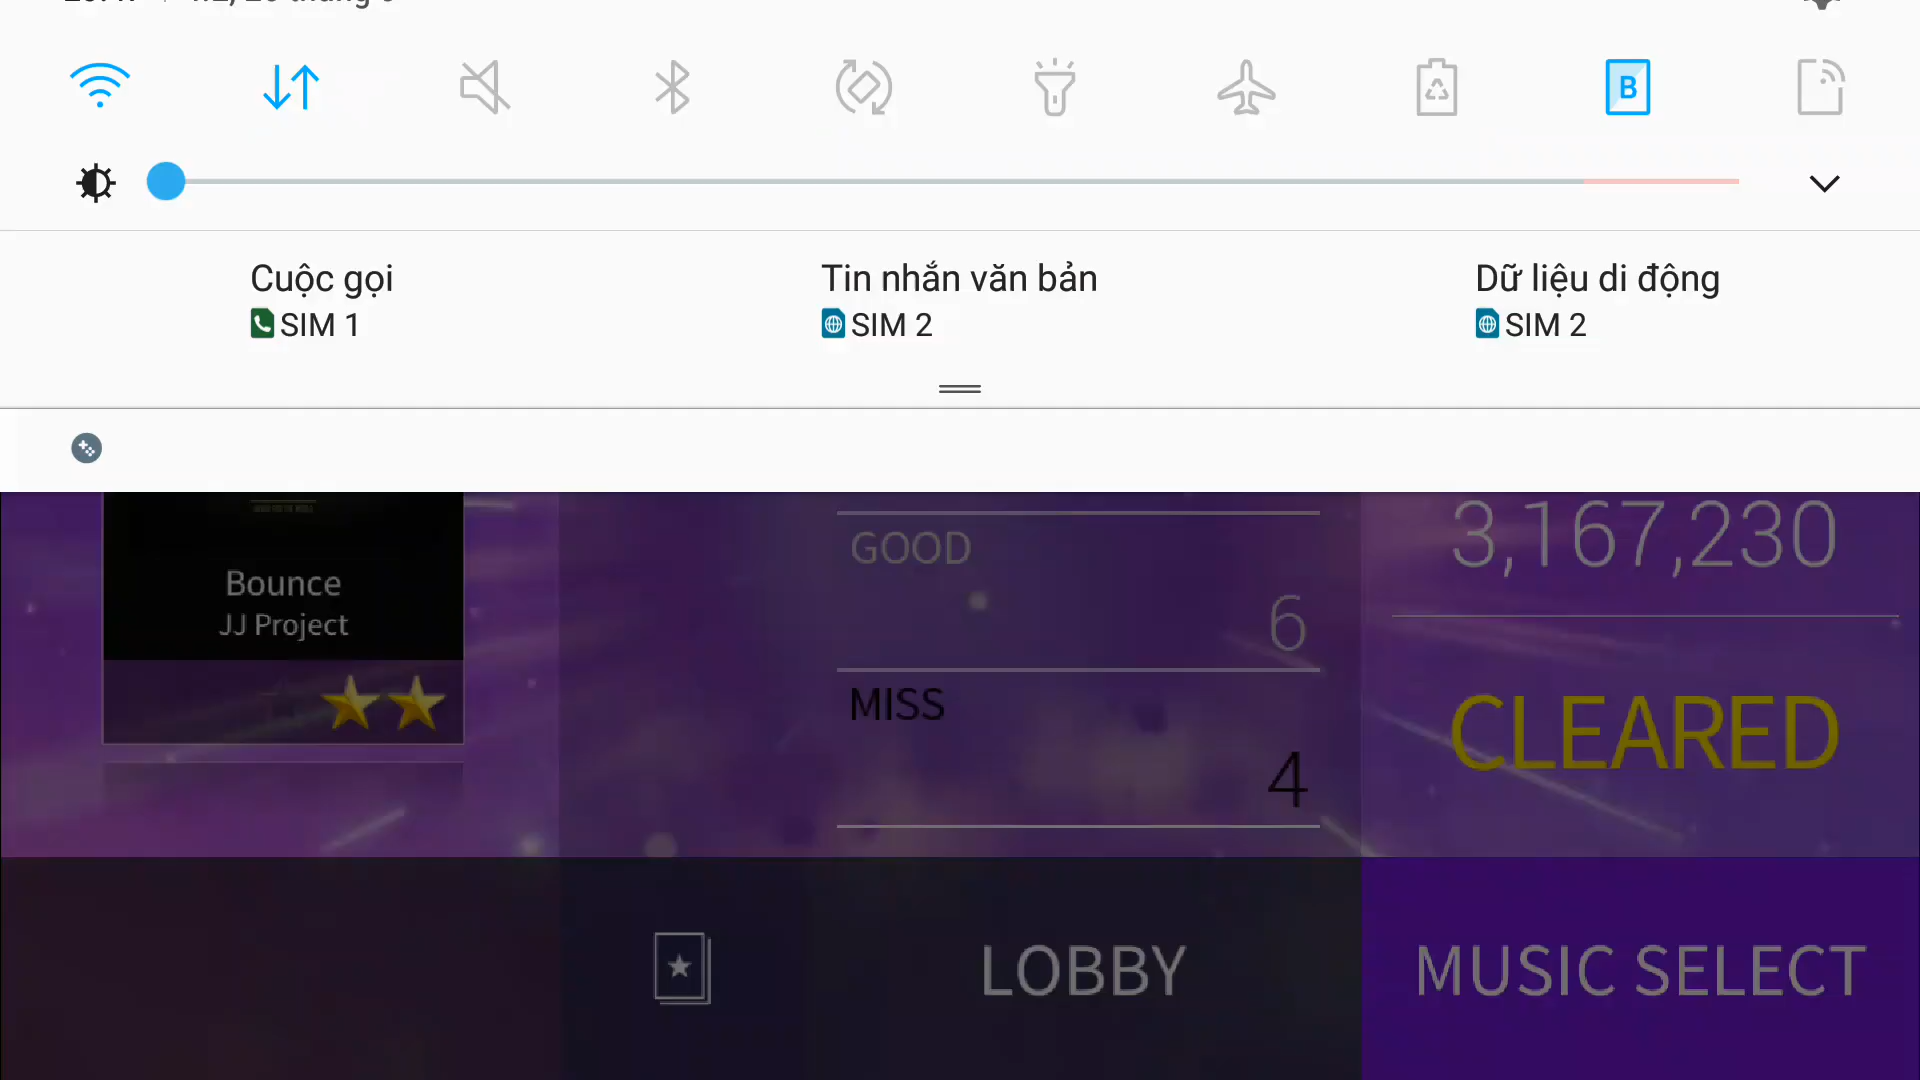 B
Cuộc gọi
SIM 1
Tin nhắn văn bản
SIM 2
Dữ liệu di động
SIM 2
Bounce
JJ Project
GOOD
6
MISS
4
3,167,230
CLEARED
LOBBY
MUSIC SELECT